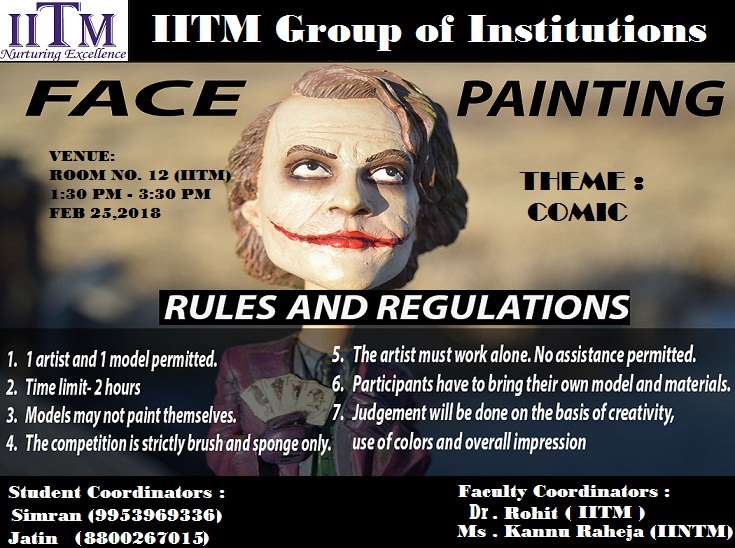 IITM
Nurturing Excellence
IITM Group of Institutions
FACE PAINTING
VENUE:
ROOM NO. 12 (IITM)
1:30 PM - 3:30 PM
FEB 25,2018
THEME :
COMIC
RULES AND REGULATIONS
1. 1 artist and 1 model permitted.
2. Time limit- 2 hours
3. Models may not paint themselves.
4. The competition is strictly brush and sponge only.
5. The artist must work alone. No assistance permitted.
6. Participants have to bring their own model and materials.
7. Judgement will be done on the basis of creativity,
use of colors and overall impression
Student Coordinators :
Simran (9953969336)
Jatin (8800267015)
Faculty Coordinators :
Dr . Rohit ( IITM )
Ms . Kannu Raheja (IINTM)